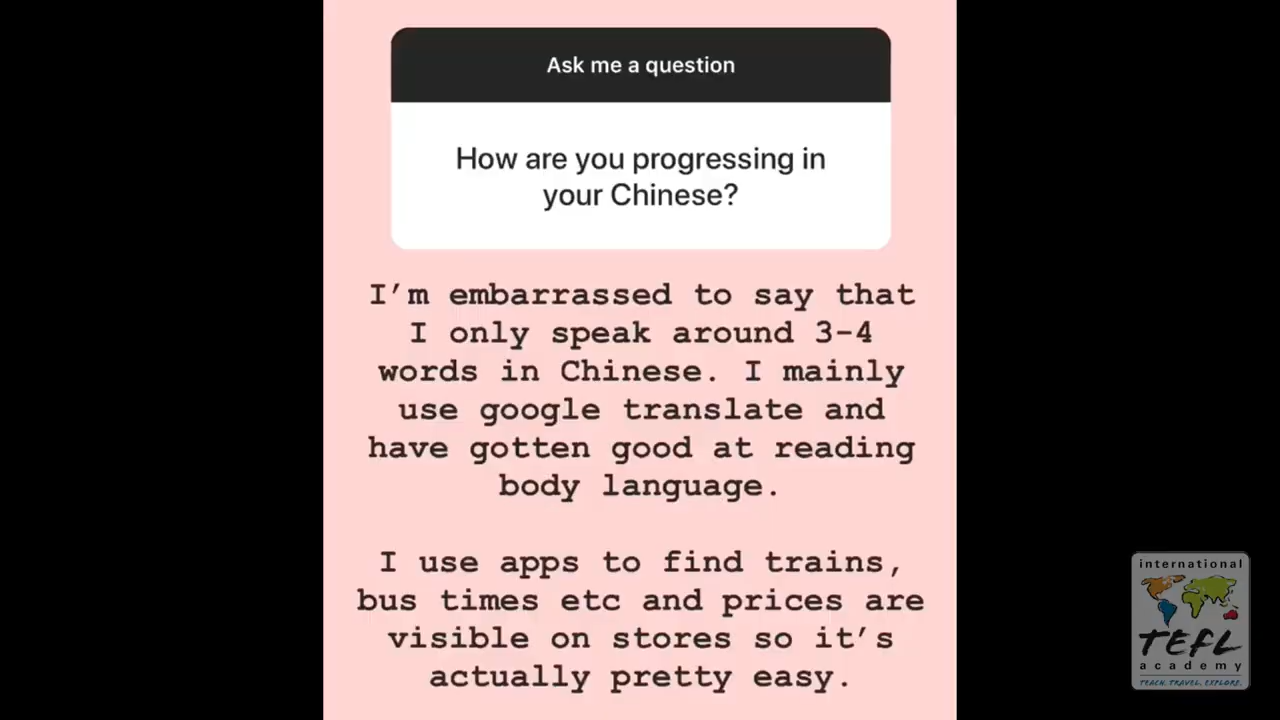 Ask me a question
How are you progressing in
your Chinese?
I'm embarrassed to say that
I only speak around 3-4
words in Chinese. I mainly
use google translate and
have gotten good at reading
body language.
I use apps to find trains,
bus times etc and prices are
visible on stores so it's
actually pretty easy.
international
TEFL
academy
TEACH. TRAVEL. EXPLORE.